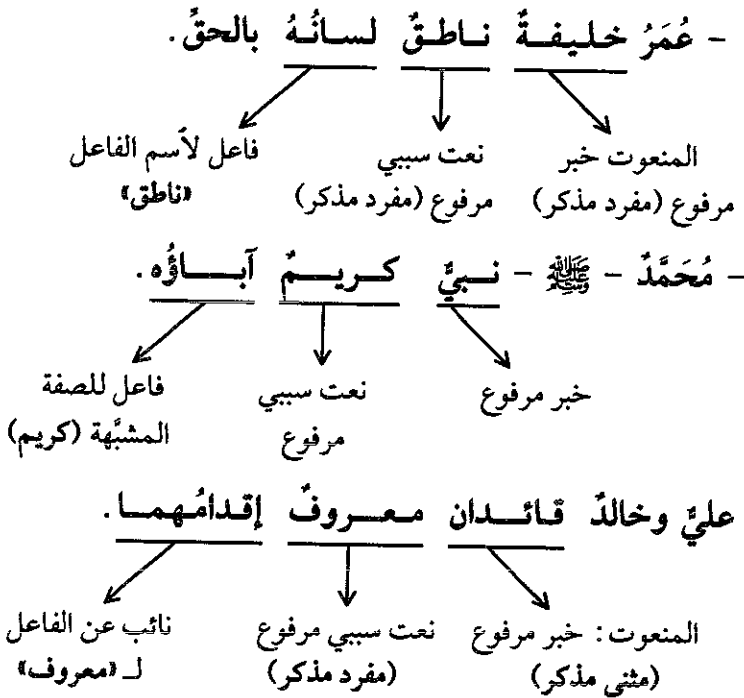 - عُمَرُ خليفةٌ ناطقٌ لسانُهُ بالحقِّ.
المنعوت خبر نعت سببي فاعل لأسم الفاعل
مرفوع (مفرد مذكر) مرفوع (مفرد مذكر) «ناطق»
- مُحَمَّدٌ - ﷺ - نبيٌّ كريمٌ آباؤُه.
خبر مرفوع نعت سببي فاعل للصفة
مرفوع المشبَّهة (كريم)
عليٌّ وخالدٌ قائدان معروفٌ إقدامُهما.
المنعوت: خبر مرفوع نعت سببي مرفوع نائب عن الفاعل
(مثنى مذكر) (مفرد مذكر) لـ «معروف»